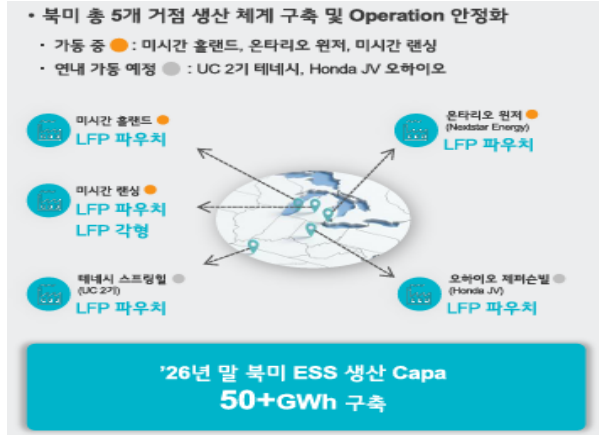 • 북미 총 5개 거점 생산 체계 구축 및 Operation 안정화
· 가동 중 : 미시간 홀랜드, 온타리오 윈저, 미시간 랜싱
· 연내 가동 예정 : UC 2기 테네시, Honda JV 오하이오
미시간 홀랜드
LFP 파우치
온타리오 윈저
(Nextstar Energy)
LFP 파우치
미시간 랜싱
LFP 파우치
LFP 각형
테네시 스프링힐
(UC 2기)
LFP 파우치
오하이오 제퍼슨빌
(Honda JV)
LFP 파우치
’26년 말 북미 ESS 생산 Capa
50+GWh 구축